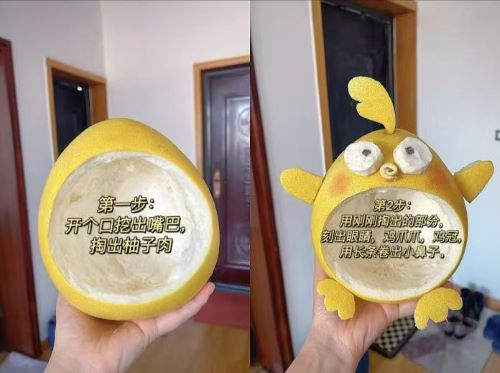 第一步：
开个口挖出嘴巴，
掏出柚子肉
第2步：
用刚刚掏出的部分，
刻出眼睛，鸡爪爪，鸡冠，
用长条卷出小鼻子，